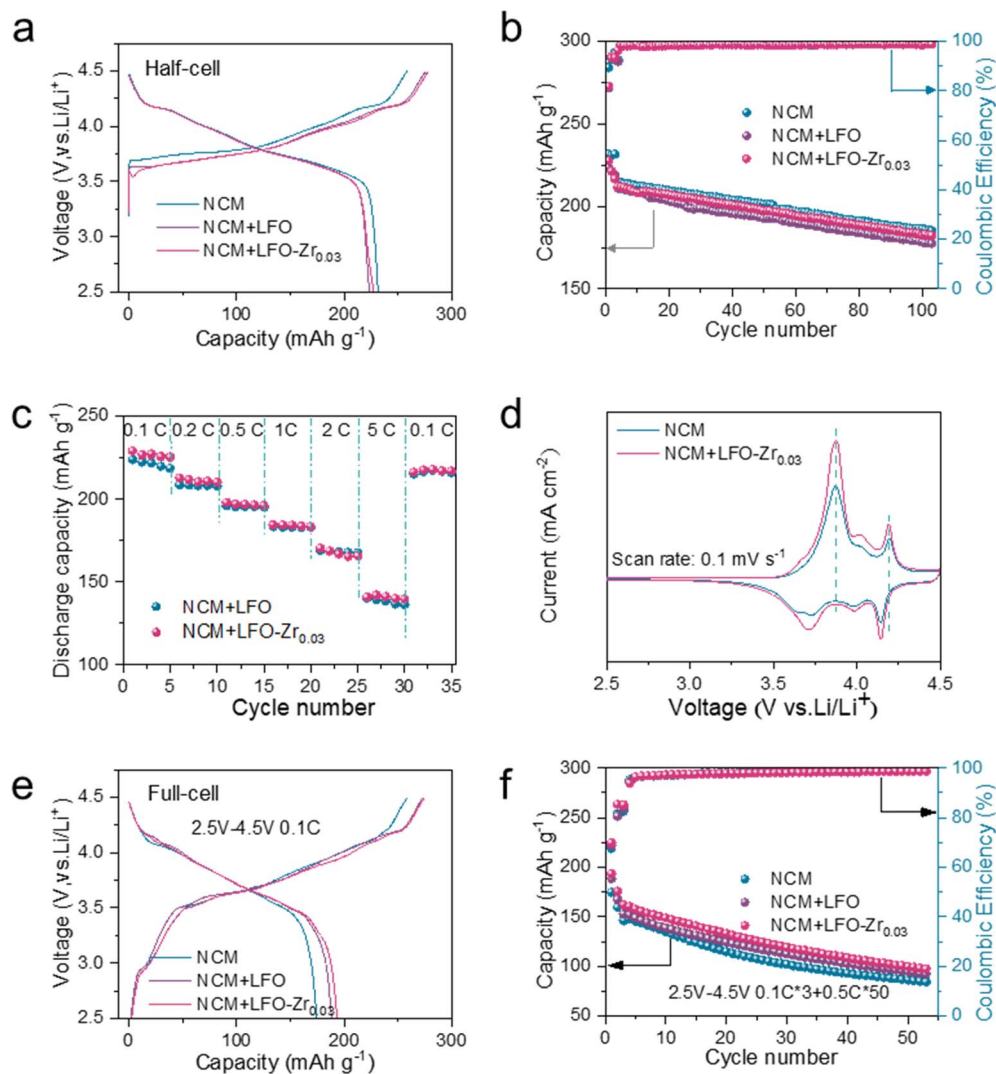 a
Half-cell
4.5
4.0
3.5
3.0
2.5
Voltage (V,vs.Li/Li⁺)
NCM
NCM+LFO
NCM+LFO-Zr₀.₀₃
0 100 200 300
Capacity (mAh g⁻¹)
b
300
250
200
150
Capacity (mAh g⁻¹)
NCM
NCM+LFO
NCM+LFO-Zr₀.₀₃
100
80
60
40
20
0
Coulombic Efficiency (%)
0 20 40 60 80 100
Cycle number
c
250
200
150
100
Discharge capacity (mAh g⁻¹)
0.1 C 0.2 C 0.5 C 1C 2 C 5 C 0.1 C
NCM+LFO
NCM+LFO-Zr₀.₀₃
0 5 10 15 20 25 30 35
Cycle number
d
NCM
NCM+LFO-Zr₀.₀₃
Scan rate: 0.1 mV s⁻¹
Current (mA cm⁻²)
2.5 3.0 3.5 4.0 4.5
Voltage (V vs.Li/Li⁺)
e
Full-cell
2.5V-4.5V 0.1C
4.5
4.0
3.5
3.0
2.5
Voltage (V,vs.Li/Li⁺)
NCM
NCM+LFO
NCM+LFO-Zr₀.₀₃
0 100 200 300
Capacity (mAh g⁻¹)
f
300
250
200
150
100
50
Capacity (mAh g⁻¹)
NCM
NCM+LFO
NCM+LFO-Zr₀.₀₃
2.5V-4.5V 0.1C*3+0.5C*50
100
80
60
40
20
0
Coulombic Efficiency (%)
0 10 20 30 40 50
Cycle number